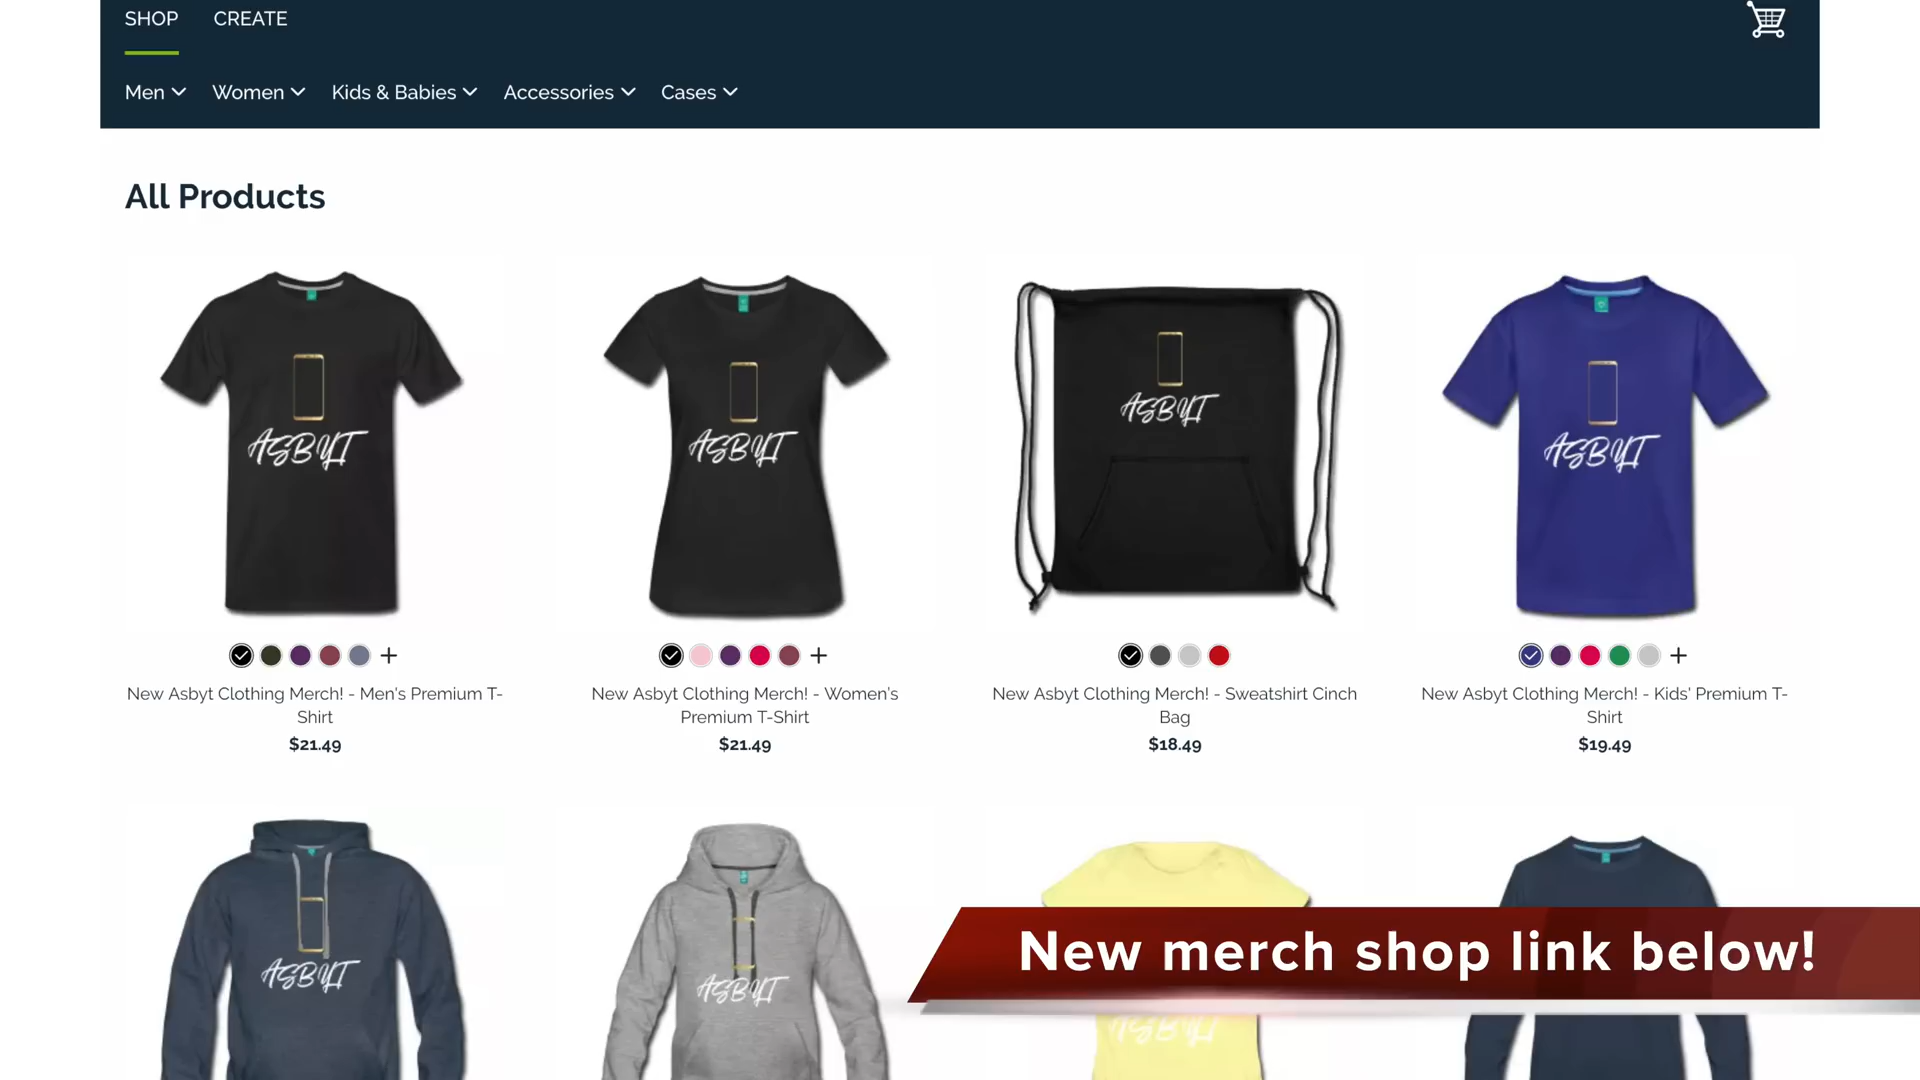 SHOP CREATE
Men Women Kids & Babies Accessories Cases
All Products
ASBYT
ASBYT
ASBYT
ASBYT
New Asbyt Clothing Merch! - Men's Premium T-
Shirt
$21.49
New Asbyt Clothing Merch! - Women's
Premium T-Shirt
$21.49
New Asbyt Clothing Merch! - Sweatshirt Cinch
Bag
$18.49
New Asbyt Clothing Merch! - Kids' Premium T-
Shirt
$19.49
ASBYT
ASBYT
New merch shop link below!
ASBYT